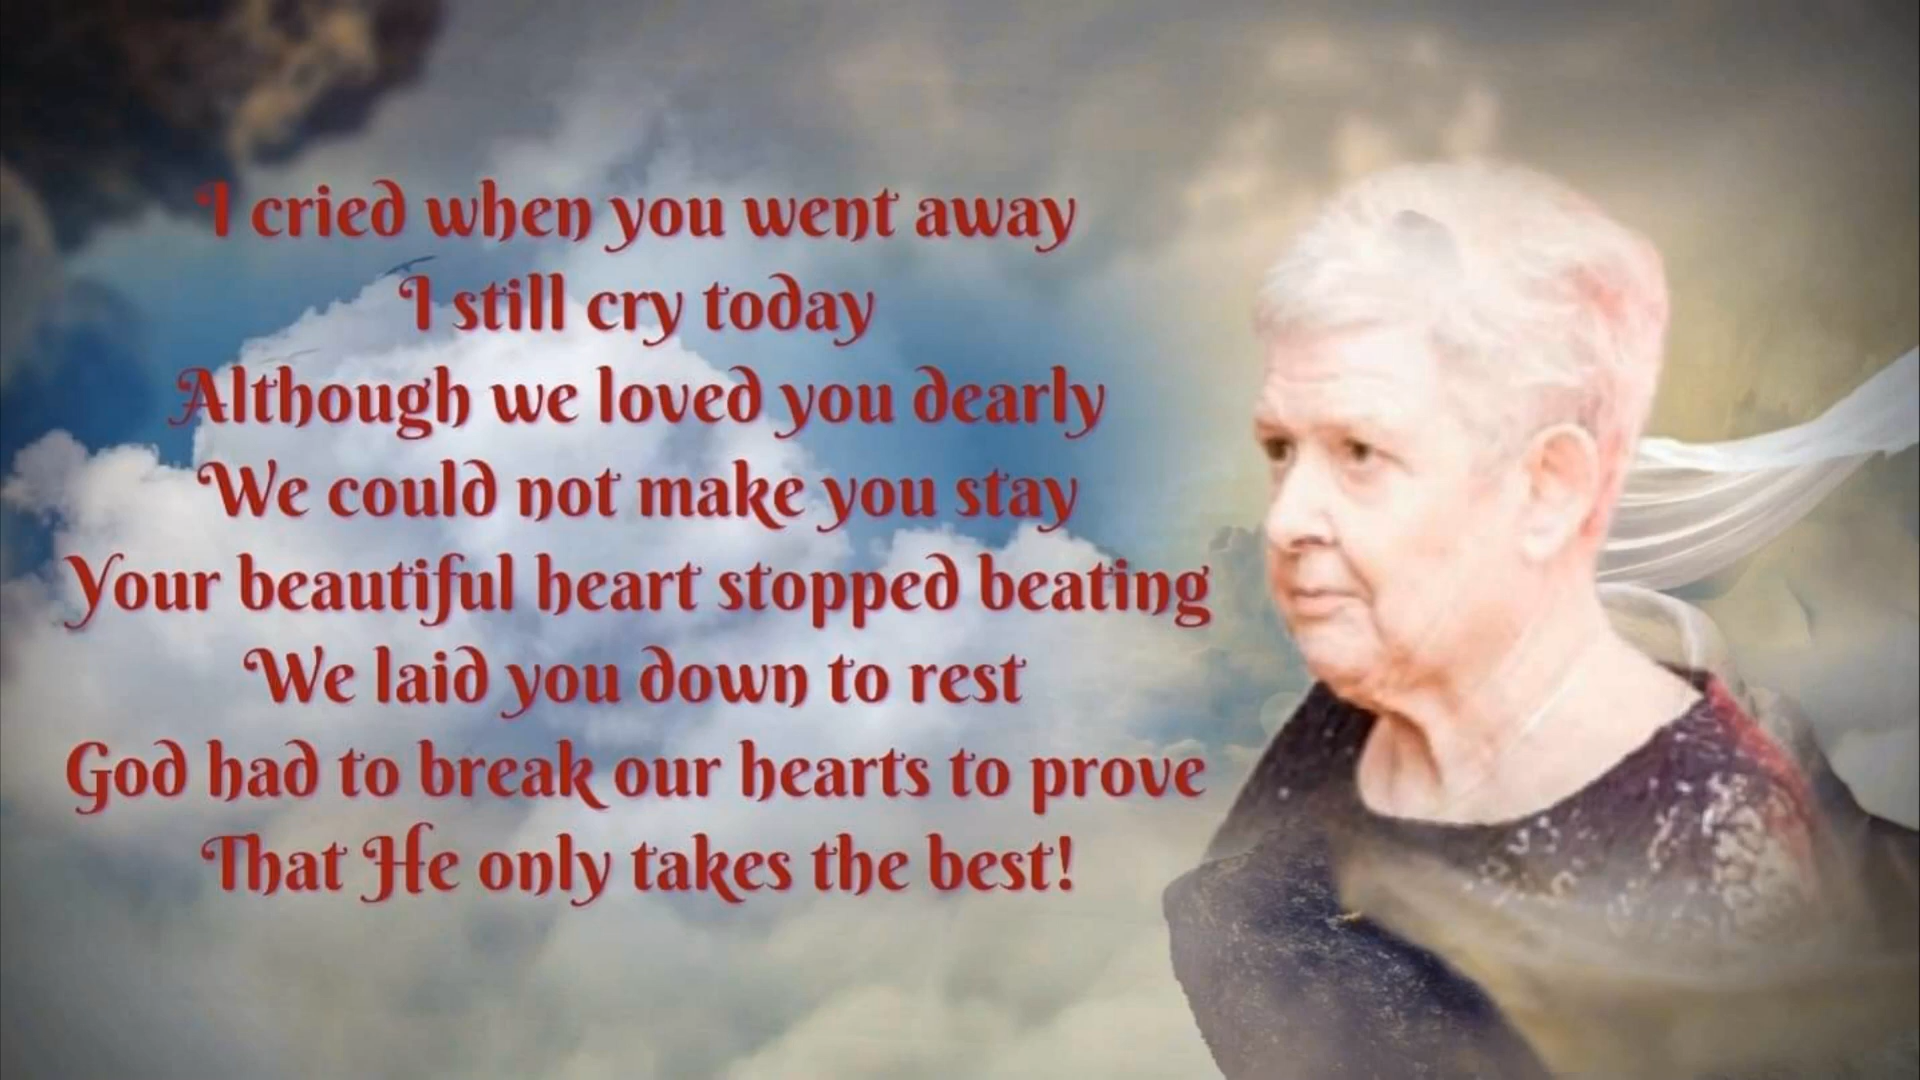 I cried when you went away
I still cry today
Although we loved you dearly
We could not make you stay
Your beautiful heart stopped beating
We laid you down to rest
God had to break our hearts to prove
That He only takes the best!